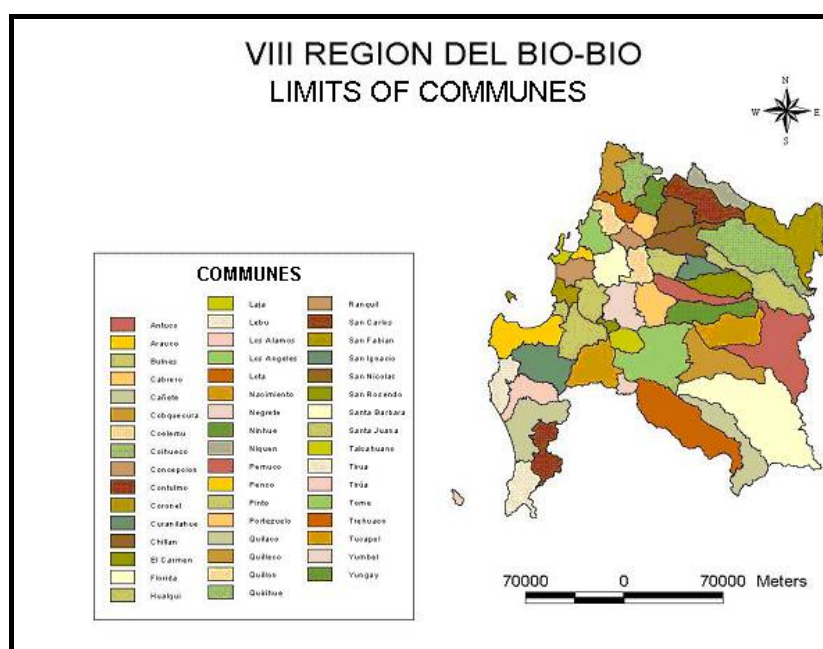 VIII REGION DEL BIO-BIO
LIMITS OF COMMUNES
N
W E
S
COMMUNES
Antuco
Arauco
Bulnes
Cabrero
Cañete
Cobquecura
Coelemu
Coihueco
Concepcion
Contulmo
Coronel
Curanilahue
Chillan
El Carmen
Florida
Hualqui
Laja
Lebu
Los Alamos
Los Angeles
Lota
Nacimiento
Negrete
Ninhue
Niquen
Pemuco
Penco
Pinto
Portezuelo
Quilaco
Quilleco
Quillon
Quirihue
Ranquil
San Carlos
San Fabian
San Ignacio
San Nicolas
San Rosendo
Santa Barbara
Santa Juana
Talcahuano
Tirua
Tirúa
Tome
Trehuaco
Tucapel
Yumbel
Yungay
70000 0 70000 Meters